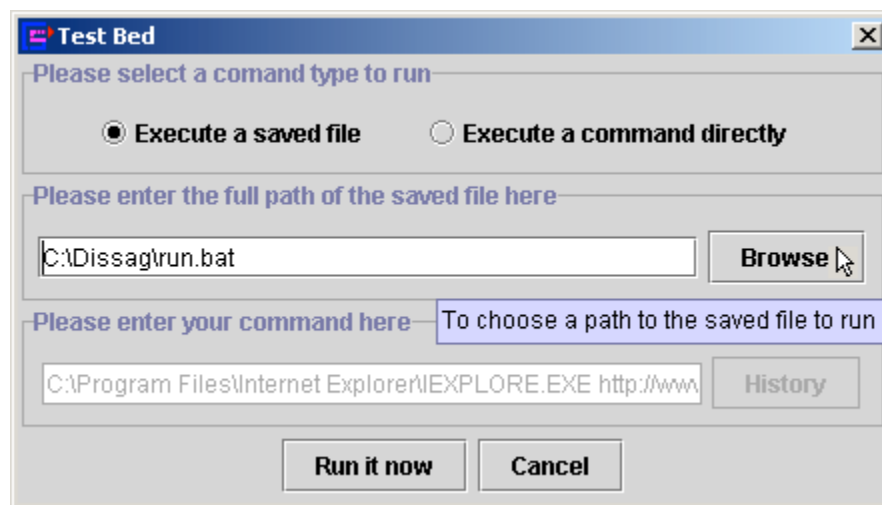 Test Bed
Please select a comand type to run
Execute a saved file Execute a command directly
Please enter the full path of the saved file here
C:\Dissag\run.bat Browse
Please enter your command here To choose a path to the saved file to run
C:\Program Files\Internet Explorer\IEXPLORE.EXE http://www. History
Run it now Cancel